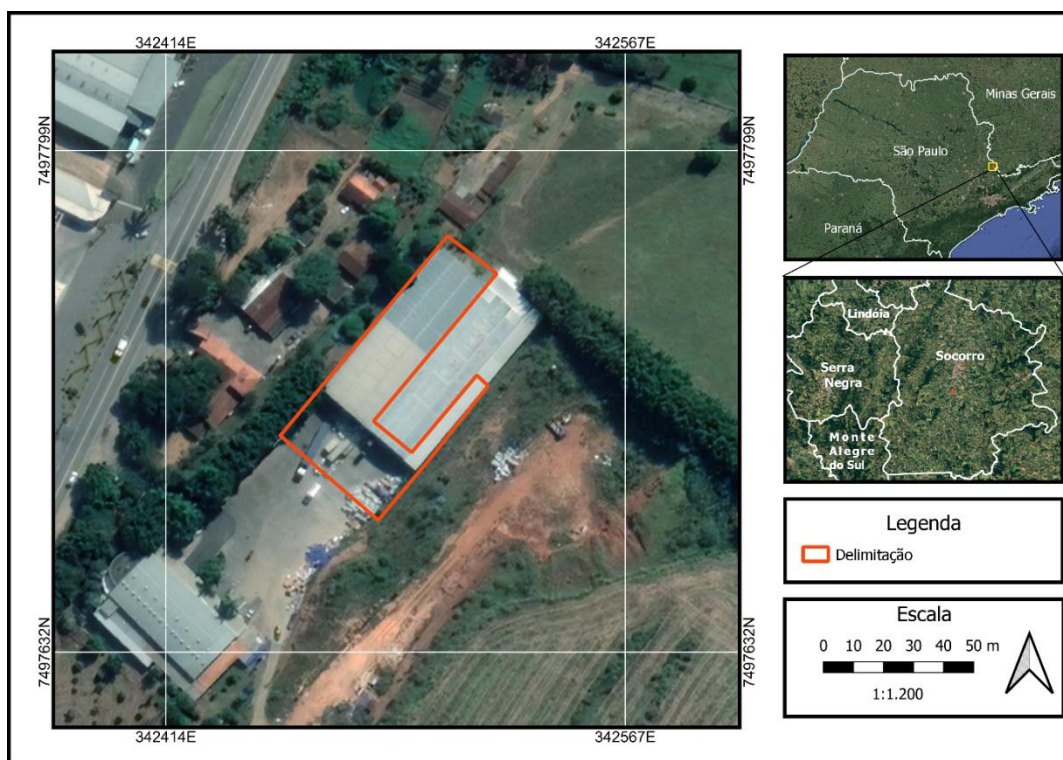 342414E
342567E
7497799N
7497799N
7497632N
7497632N
342414E
342567E
Minas Gerais
São Paulo
Paraná
Lindóia
Socorro
Serra
Negra
Monte
Alegre
do Sul
Legenda
Delimitação
Escala
0 10 20 30 40 50 m
1:1.200